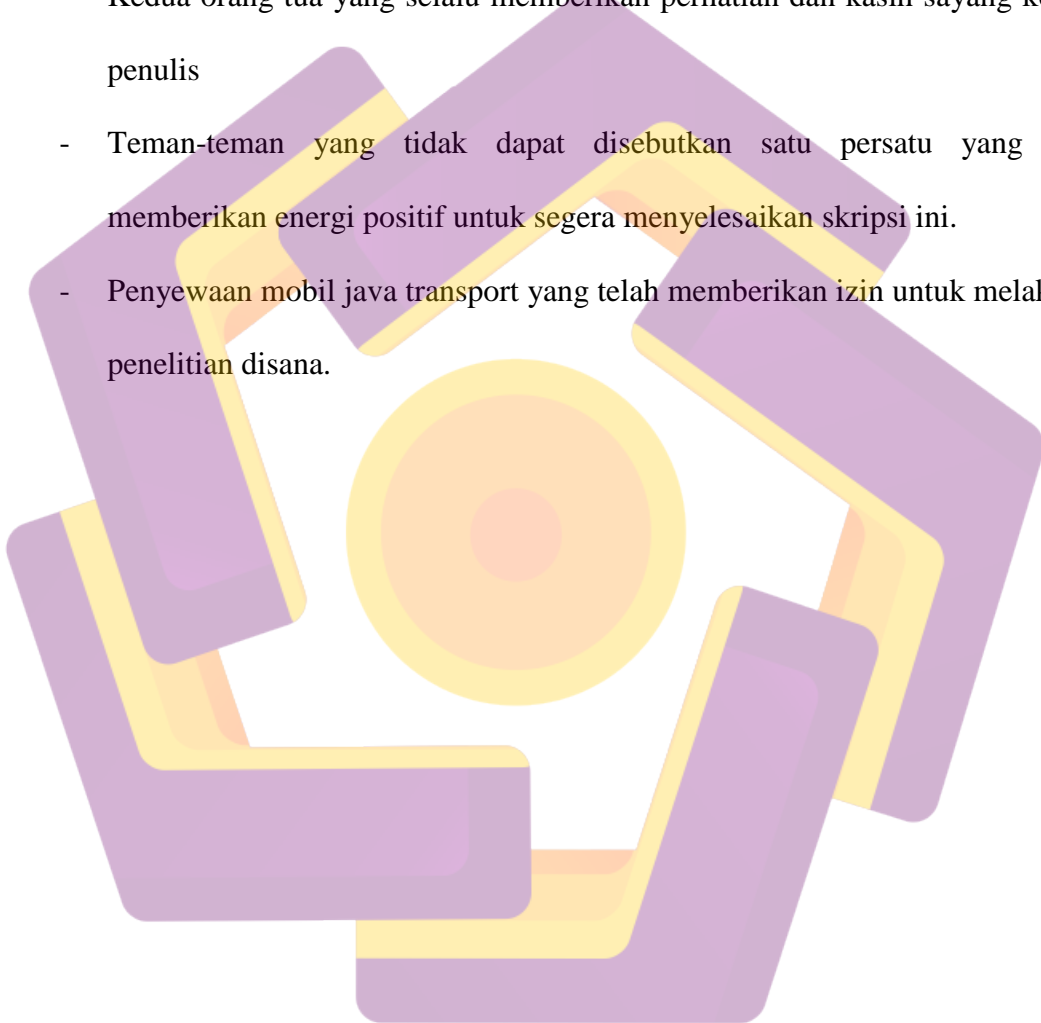 Kedua orang tua yang selalu memberikan perhatian dan kasih sayang
penulis
- Teman-teman yang tidak dapat disebutkan satu persatu yang
memberikan energi positif untuk segera menyelesaikan skripsi ini.
- Penyewaan mobil java transport yang telah memberikan izin untuk
penelitian disana.